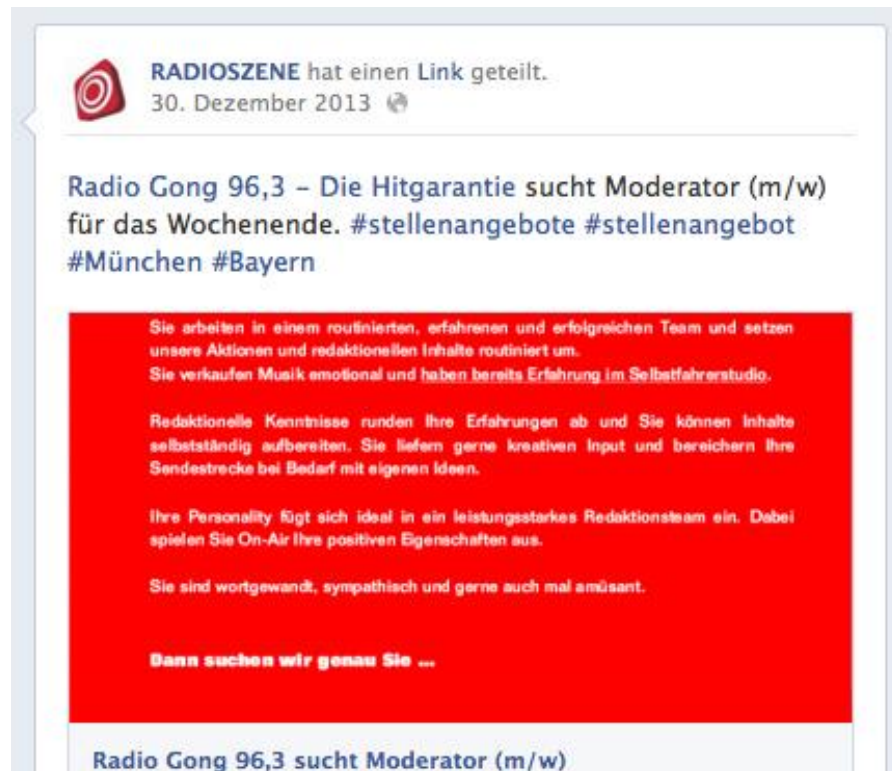 RADIOSZENE hat einen Link geteilt.
30. Dezember 2013
Radio Gong 96,3 – Die Hitgarantie sucht Moderator (m/w)
für das Wochenende. #stellenangebote #stellenangebot
#München #Bayern
Sie arbeiten in einem routinierten, erfahrenen und erfolgreichen Team und setzen
unsere Aktionen und redaktionellen Inhalte routiniert um.
Sie verkaufen Musik emotional und haben bereits Erfahrung im Selbstfahrerstudio.
Redaktionelle Kenntnisse runden Ihre Erfahrungen ab und Sie können Inhalte
selbstständig aufbereiten. Sie liefern gerne kreativen Input und bereichern Ihre
Sendestrecke bei Bedarf mit eigenen Ideen.
Ihre Personality fügt sich ideal in ein leistungsstarkes Redaktionsteam ein. Dabei
spielen Sie On-Air Ihre positiven Eigenschaften aus.
Sie sind wortgewandt, sympathisch und gerne auch mal amüsant.
Dann suchen wir genau Sie ...
Radio Gong 96,3 sucht Moderator (m/w)